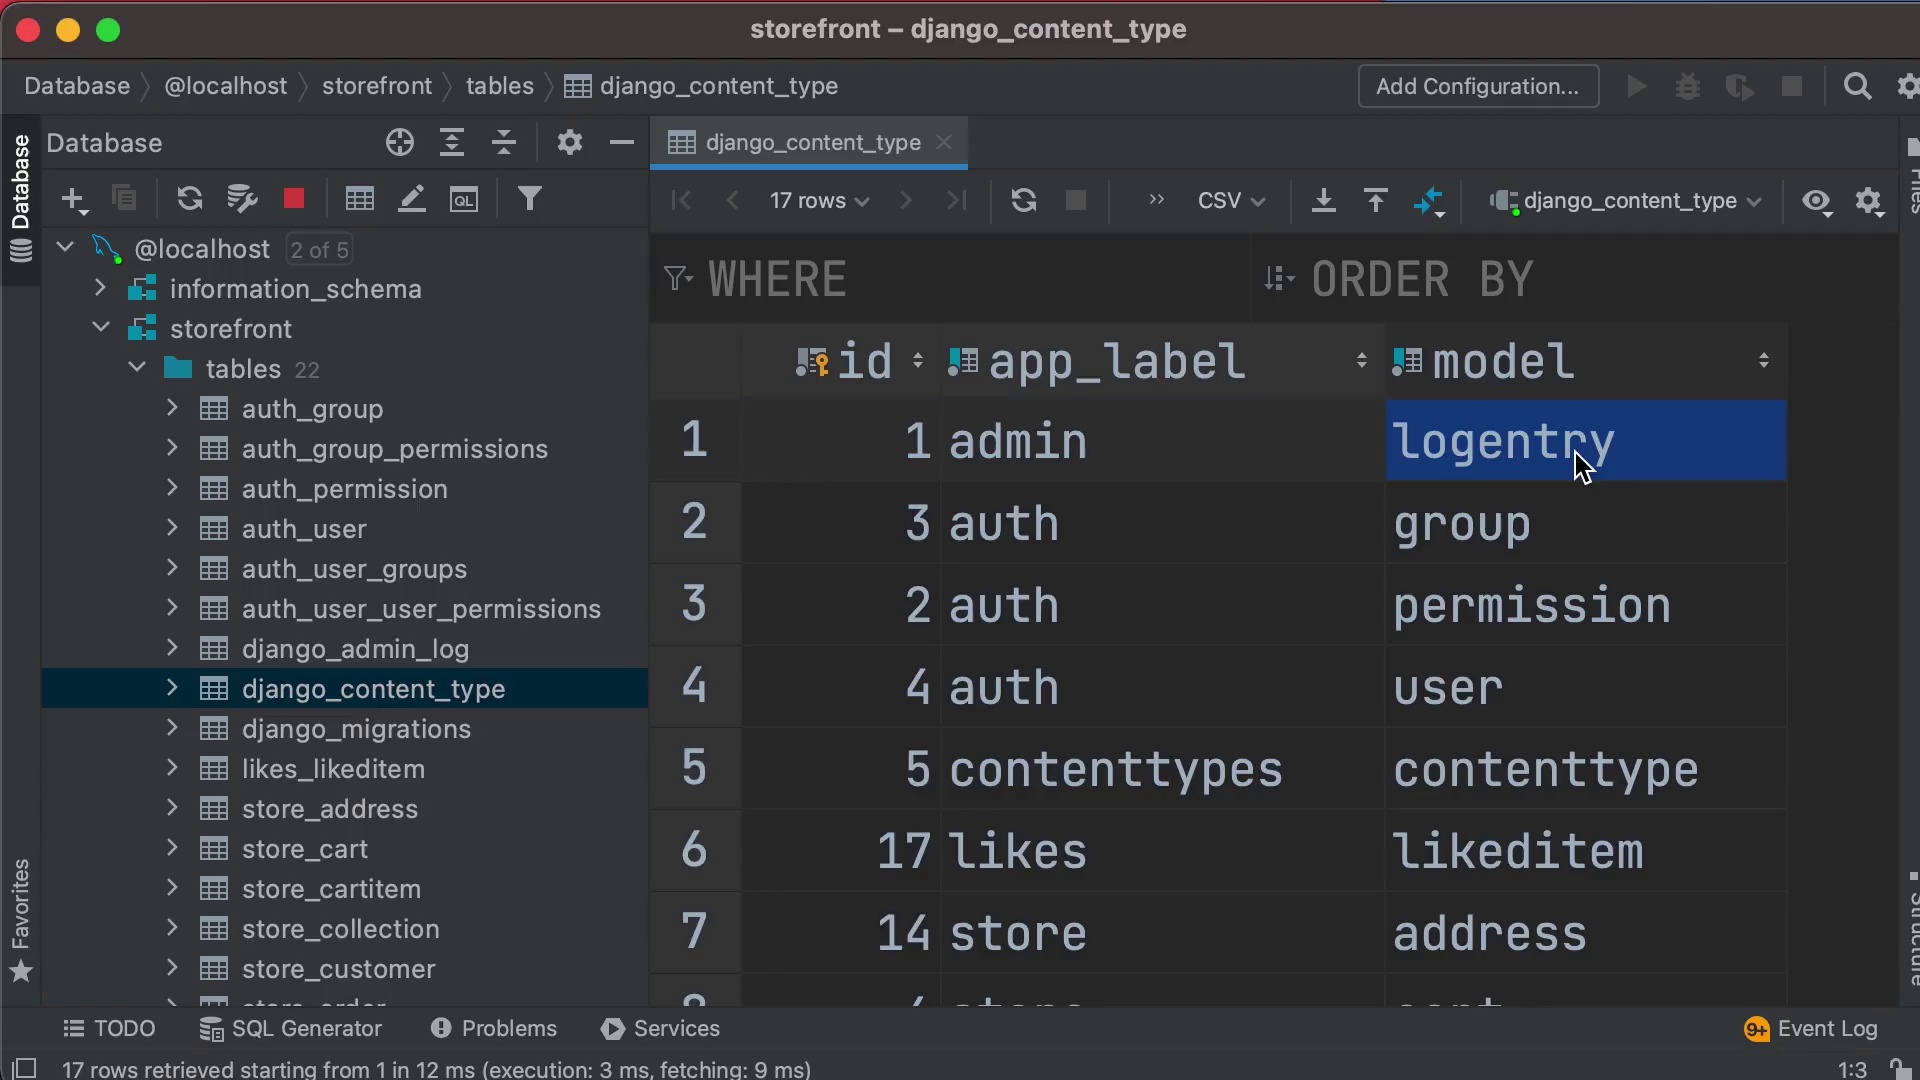 storefront – django_content_type
Database @localhost storefront tables django_content_type
Add Configuration...
Database
Database
django_content_type
17 rows
CSV
django_content_type
Files
@localhost 2 of 5
information_schema
storefront
tables 22
auth_group
auth_group_permissions
auth_permission
auth_user
auth_user_groups
auth_user_user_permissions
django_admin_log
django_content_type
django_migrations
likes_likeditem
store_address
store_cart
store_cartitem
store_collection
store_customer
WHERE
ORDER BY
id app_label model
1 1 admin logentry
2 3 auth group
3 2 auth permission
4 4 auth user
5 5 contenttypes contenttype
6 17 likes likeditem
7 14 store address
Favorites
Structure
TODO SQL Generator Problems Services
9+ Event Log
17 rows retrieved starting from 1 in 12 ms (execution: 3 ms, fetching: 9 ms)
1:3